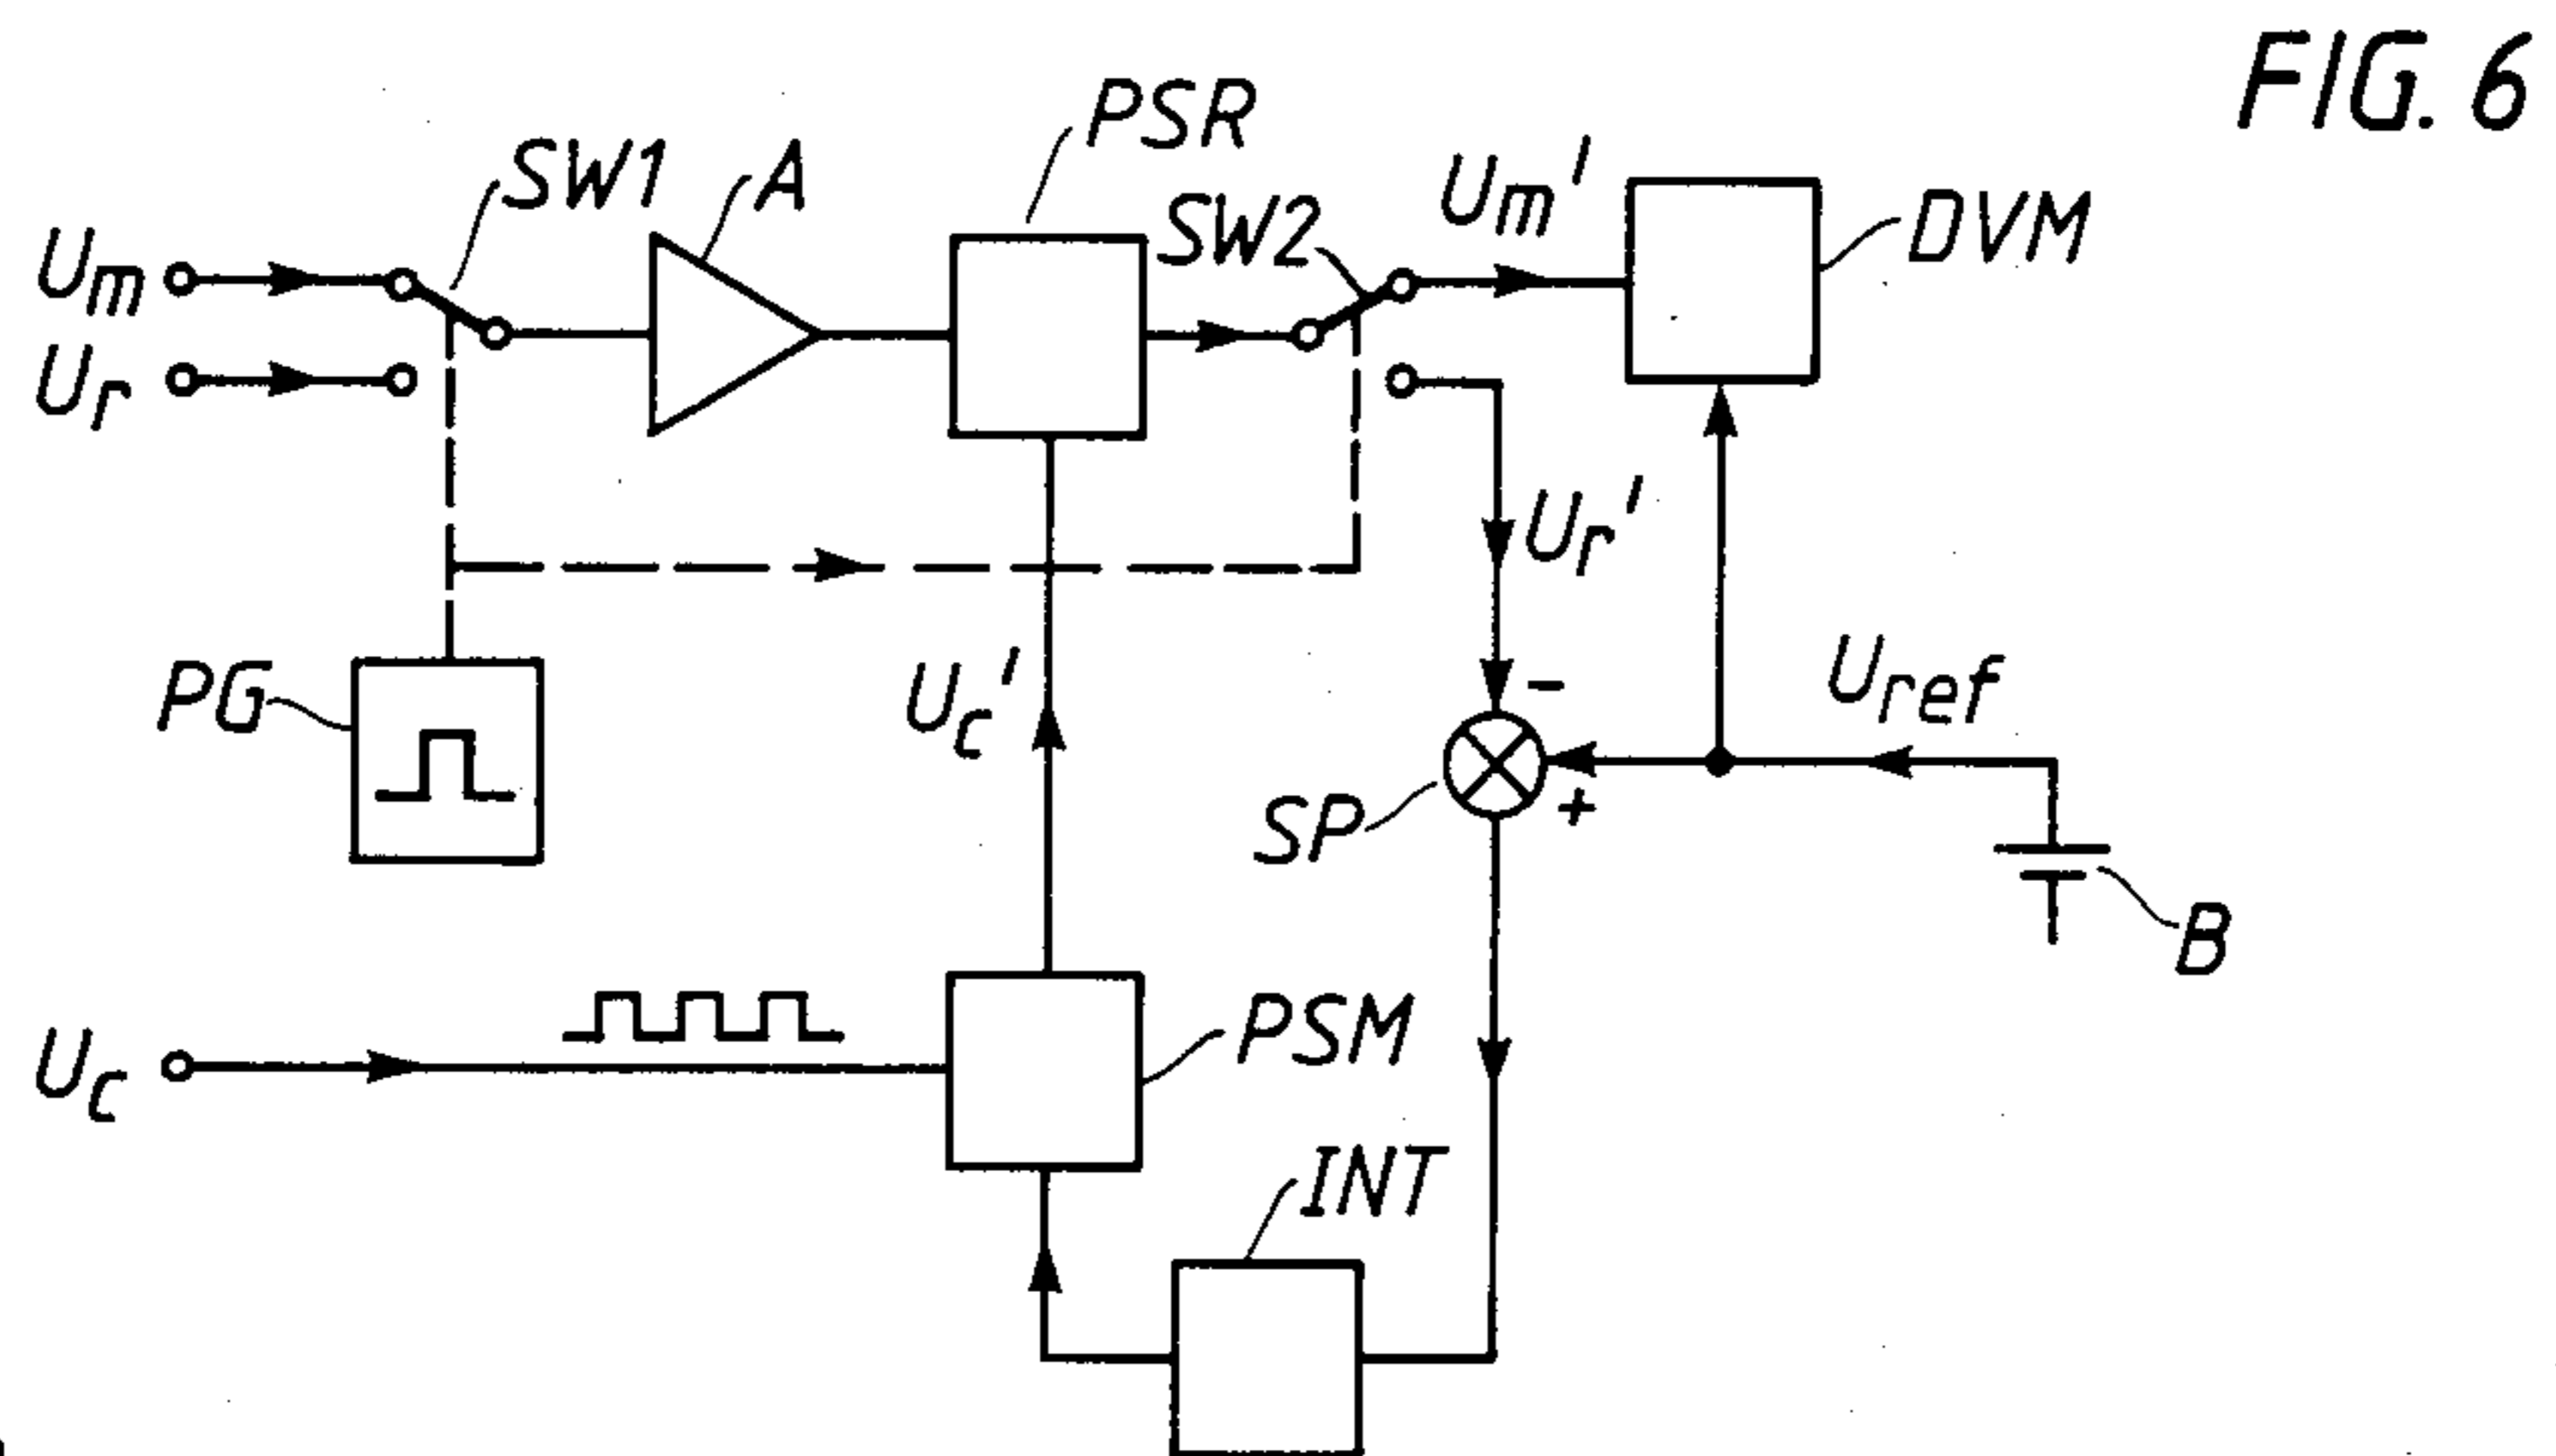 FIG. 6
PSR
SW1
A
SW2
Um'
DVM
Um
Ur
Ur'
PG
Uc'
Uref
SP
-
+
B
PSM
Uc
INT